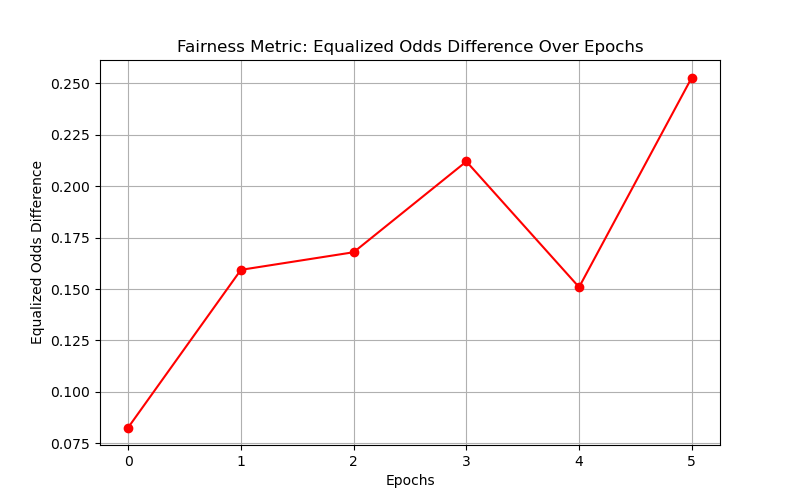 Fairness Metric: Equalized Odds Difference Over Epochs
Equalized Odds Difference
0.250
0.225
0.200
0.175
0.150
0.125
0.100
0.075
0 1 2 3 4 5
Epochs